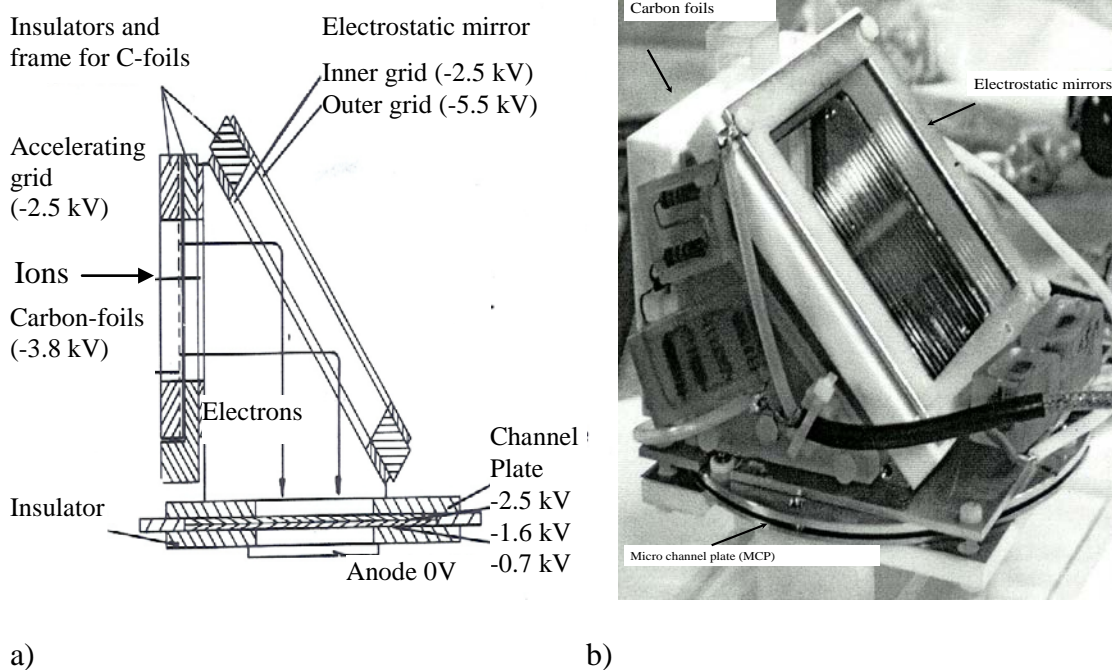 Insulators and
frame for C-foils
Electrostatic mirror
Inner grid (-2.5 kV)
Outer grid (-5.5 kV)
Accelerating
grid
(-2.5 kV)
Ions
Carbon-foils
(-3.8 kV)
Electrons
Channel
Plate
-2.5 kV
-1.6 kV
-0.7 kV
Insulator
Anode 0V
a)
Carbon foils
Electrostatic mirrors
Micro channel plate (MCP)
b)